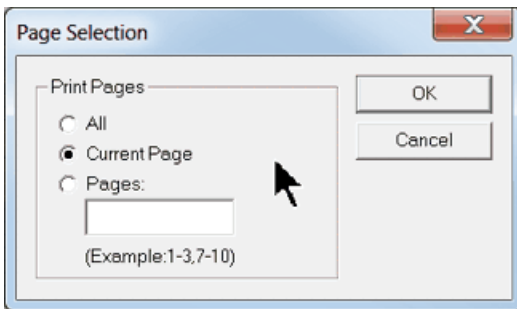 Page Selection
Print Pages
All
Current Page
Pages:
(Example:1-3,7-10)
OK
Cancel